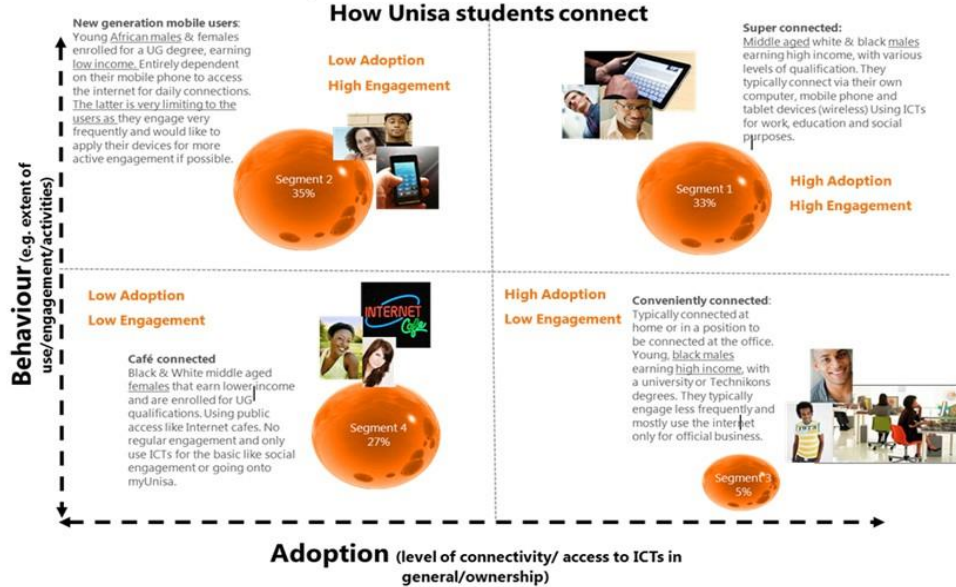 How Unisa students connect
New generation mobile users:
Young African males & females
enrolled for a UG degree, earning
low income. Entirely dependent
on their mobile phone to access
the internet for daily connections.
The latter is very limiting to the
users as they engage very
frequently and would like to
apply their devices for more
active engagement if possible.
Low Adoption
High Engagement
Segment 2
35%
Super connected:
Middle aged white & black males
earning high income, with various
levels of qualification. They
typically connect via their own
computer, mobile phone and
tablet devices (wireless) Using ICTs
for work, education and social
purposes.
Segment 1
33%
High Adoption
High Engagement
Behaviour (e.g. extent of
use/engagement/activities)
Low Adoption
Low Engagement
INTERNET
Cafe
Café connected
Black & White middle aged
females that earn lower income
and are enrolled for UG
qualifications. Using public
access like Internet cafes. No
regular engagement and only
use ICTs for the basic like social
engagement or going onto
myUnisa.
Segment 4
27%
High Adoption
Low Engagement
Conveniently connected:
Typically connected at
home or in a position to
be connected at the office.
Young, black males
earning high income, with
a university or Technikons
degrees. They typically
engage less frequently and
mostly use the internet
only for official business.
Segment 3
5%
Adoption (level of connectivity/ access to ICTs in
general/ownership)